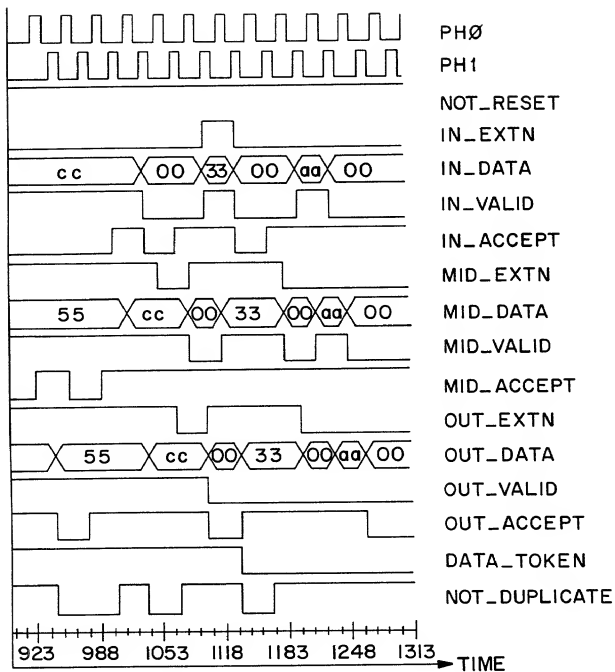 PHØ
PH1
NOT_RESET
IN_EXTN
cc 00 33 00 aa 00 IN_DATA
IN_VALID
IN_ACCEPT
MID_EXTN
55 cc 00 33 00 aa 00 MID_DATA
MID_VALID
MID_ACCEPT
OUT_EXTN
55 cc 00 33 00 aa 00 OUT_DATA
OUT_VALID
OUT_ACCEPT
DATA_TOKEN
NOT_DUPLICATE
923 988 1053 1118 1183 1248 1313
TIME